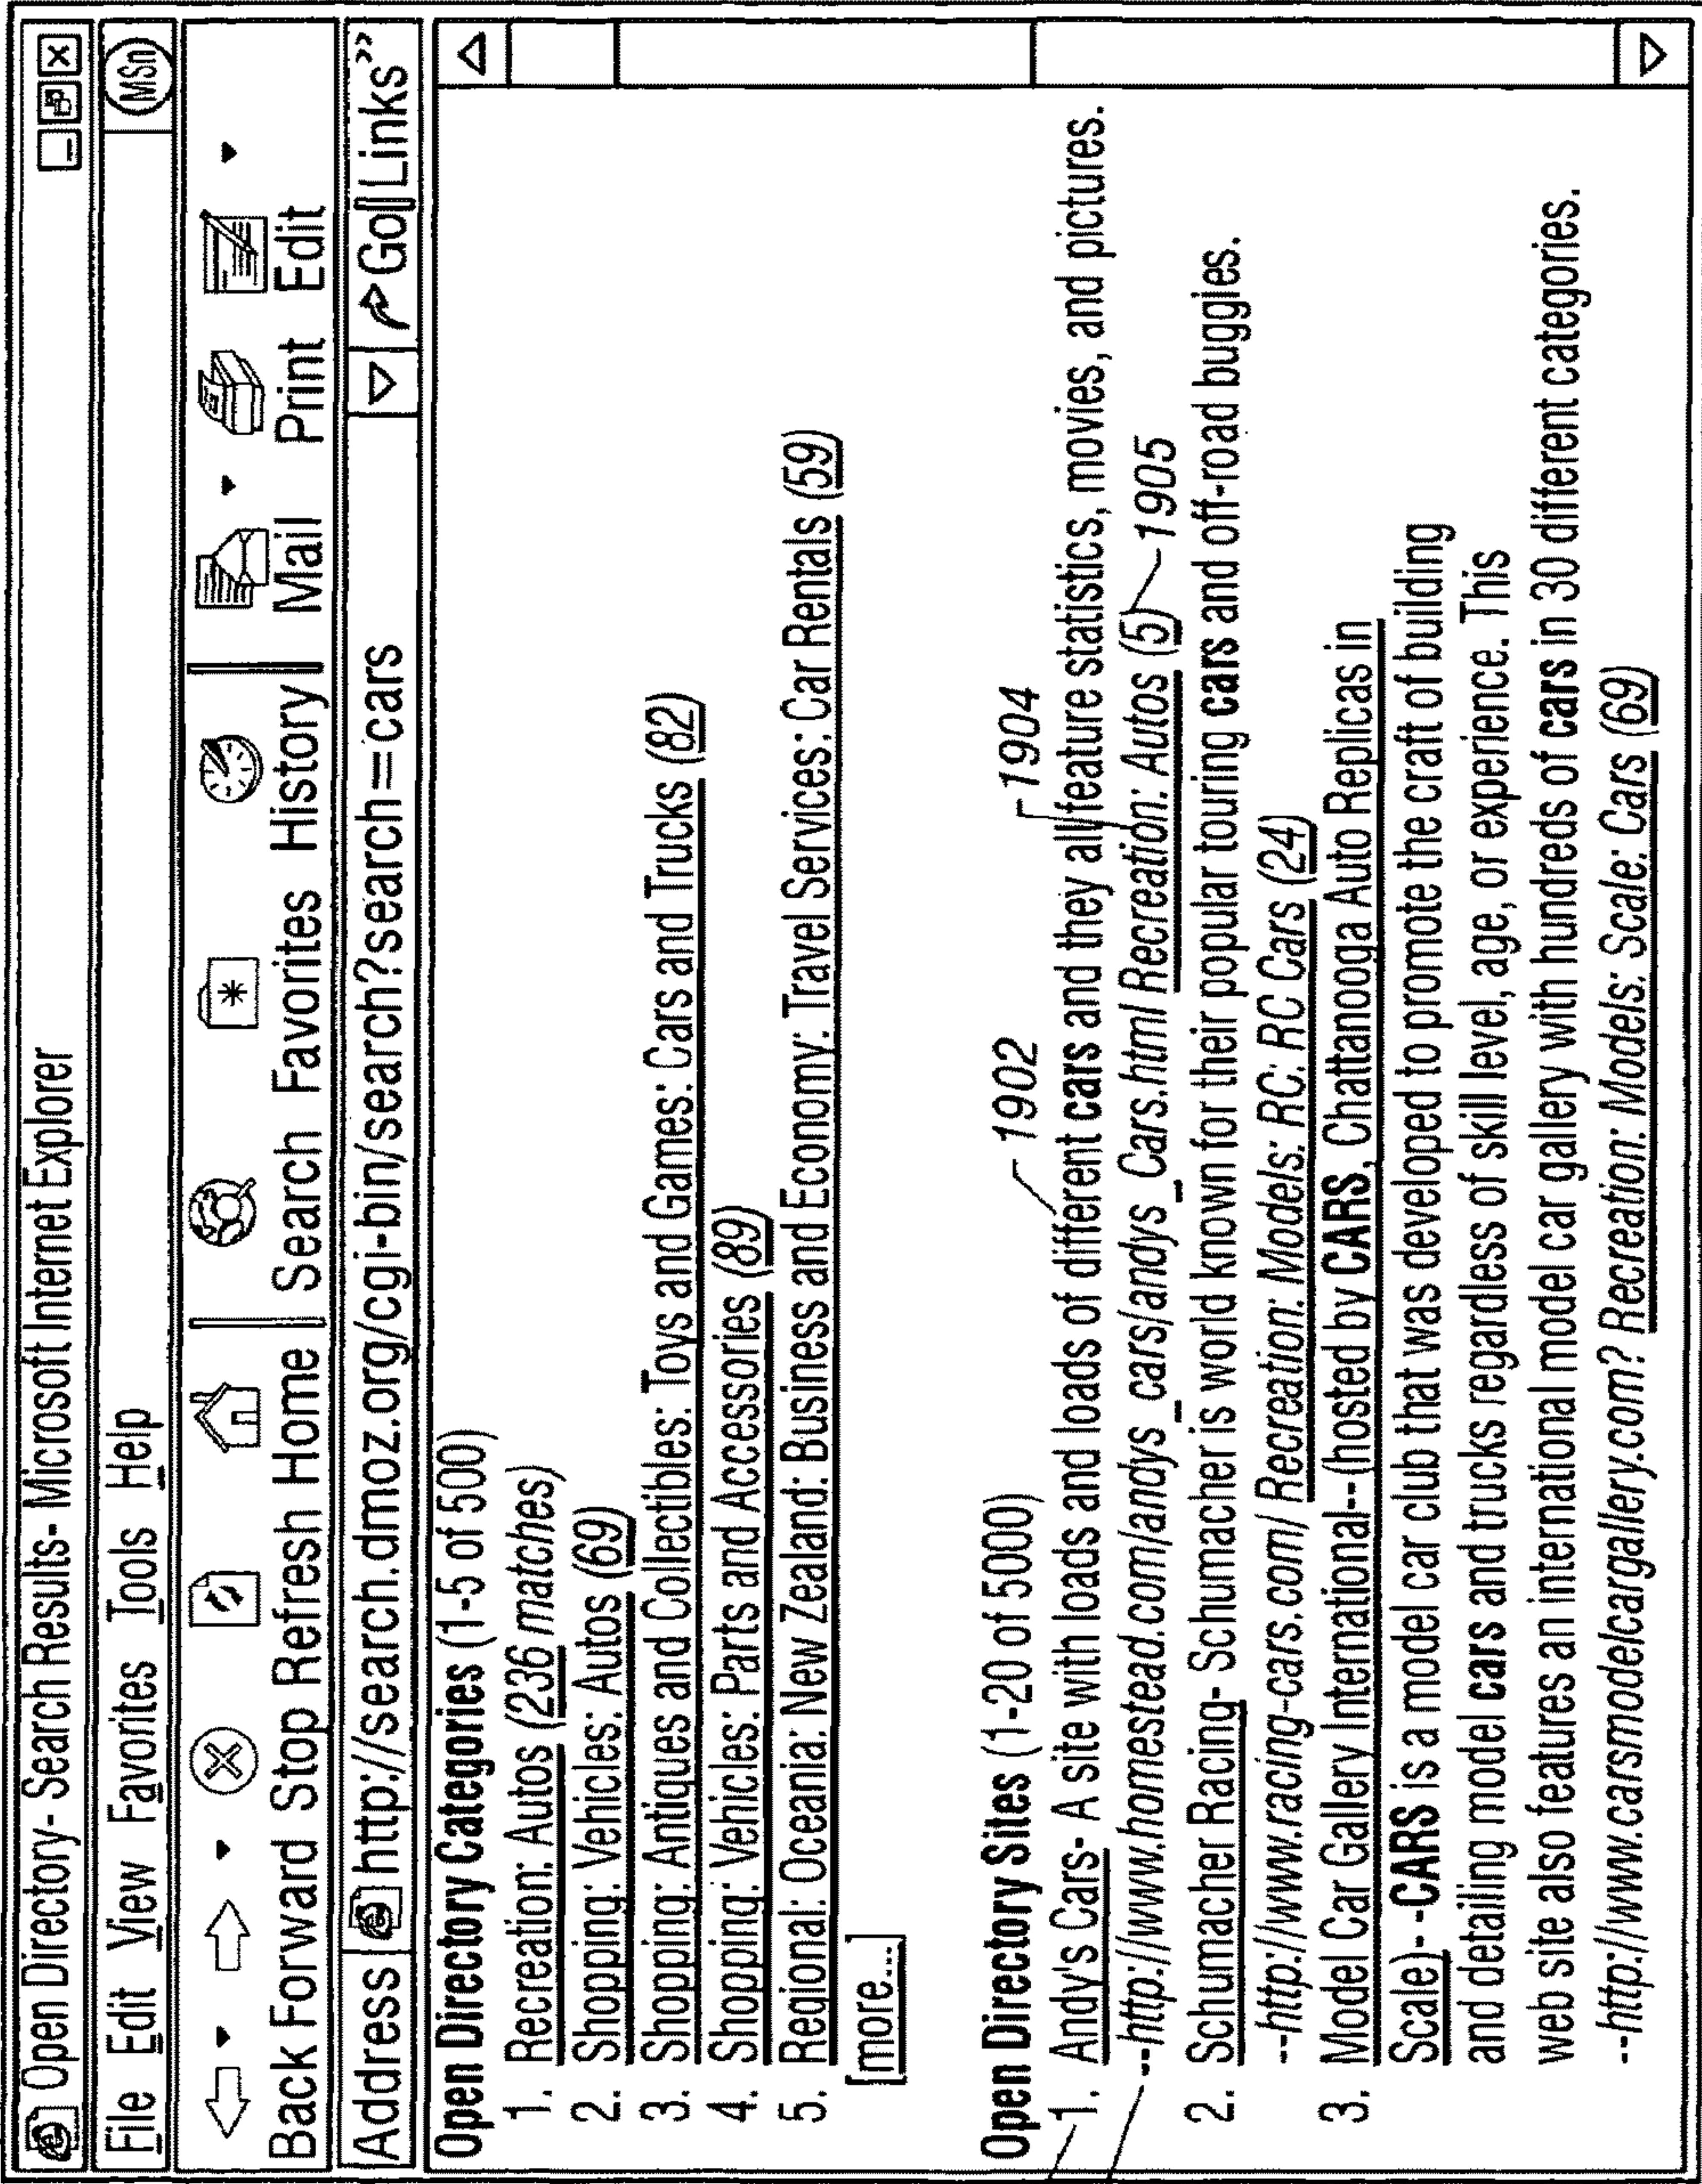 Open Directory- Search Results- Microsoft Internet Explorer
File Edit View Favorites Tools Help
MSn
Back Forward Stop Refresh Home Search Favorites History Mail Print Edit
Address http://search.dmoz.org/cgi-bin/search?search=cars Go Links »
Open Directory Categories (1-5 of 500)
1. Recreation: Autos (236 matches)
2. Shopping: Vehicles: Autos (69)
3. Shopping: Antiques and Collectibles: Toys and Games: Cars and Trucks (82)
4. Shopping: Vehicles: Parts and Accessories (89)
5. Regional: Oceania: New Zealand: Business and Economy: Travel Services: Car Rentals (59)
[more...]
1902
1904
Open Directory Sites (1-20 of 5000)
1. Andy's Cars- A site with loads and loads of different cars and they all feature statistics, movies, and pictures.
--http://www.homestead.com/andys_cars/andys_Cars.html Recreation: Autos (5) 1905
2. Schumacher Racing- Schumacher is world known for their popular touring cars and off-road buggies.
--http://www.racing-cars.com/ Recreation: Models: RC: RC Cars (24)
3. Model Car Gallery International--(hosted by CARS, Chattanooga Auto Replicas in
Scale)--CARS is a model car club that was developed to promote the craft of building
and detailing model cars and trucks regardless of skill level, age, or experience. This
web site also features an international model car gallery with hundreds of cars in 30 different categories.
--http://www.carsmodelcargallery.com? Recreation: Models: Scale: Cars (69)